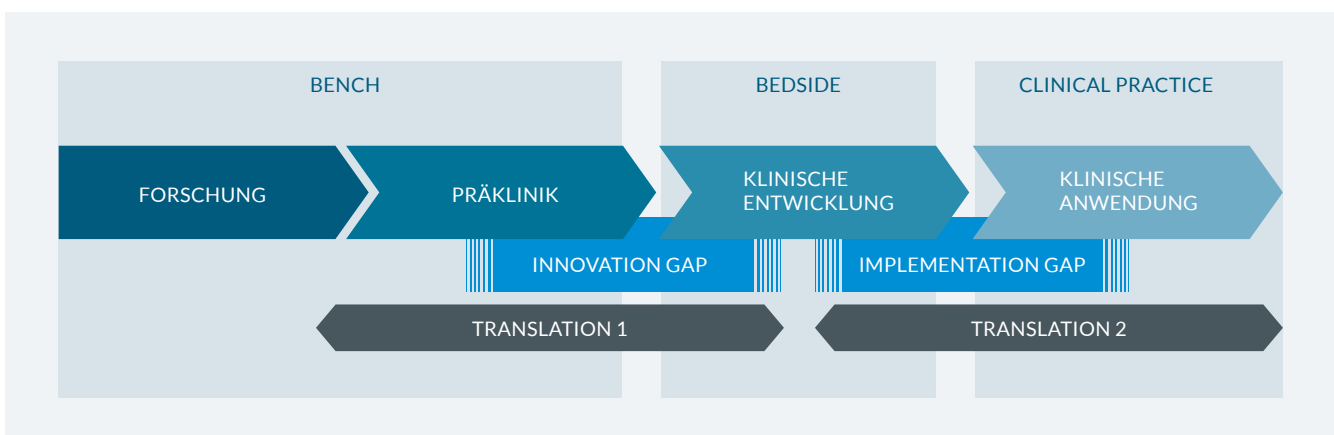 BENCH
BEDSIDE
CLINICAL PRACTICE
FORSCHUNG
PRÄKLINIK
KLINISCHE
ENTWICKLUNG
KLINISCHE
ANWENDUNG
INNOVATION GAP
IMPLEMENTATION GAP
TRANSLATION 1
TRANSLATION 2